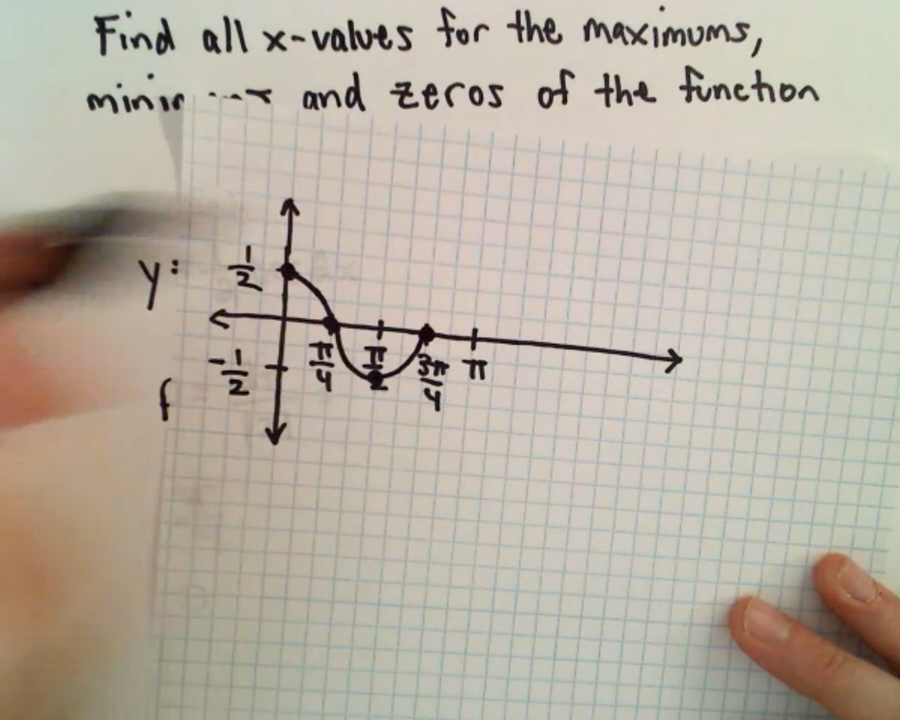 Find all x-values for the maximums,
and zeros of the function
y:
1/2
-1/2
π/4
π/2
3π/4
π
f